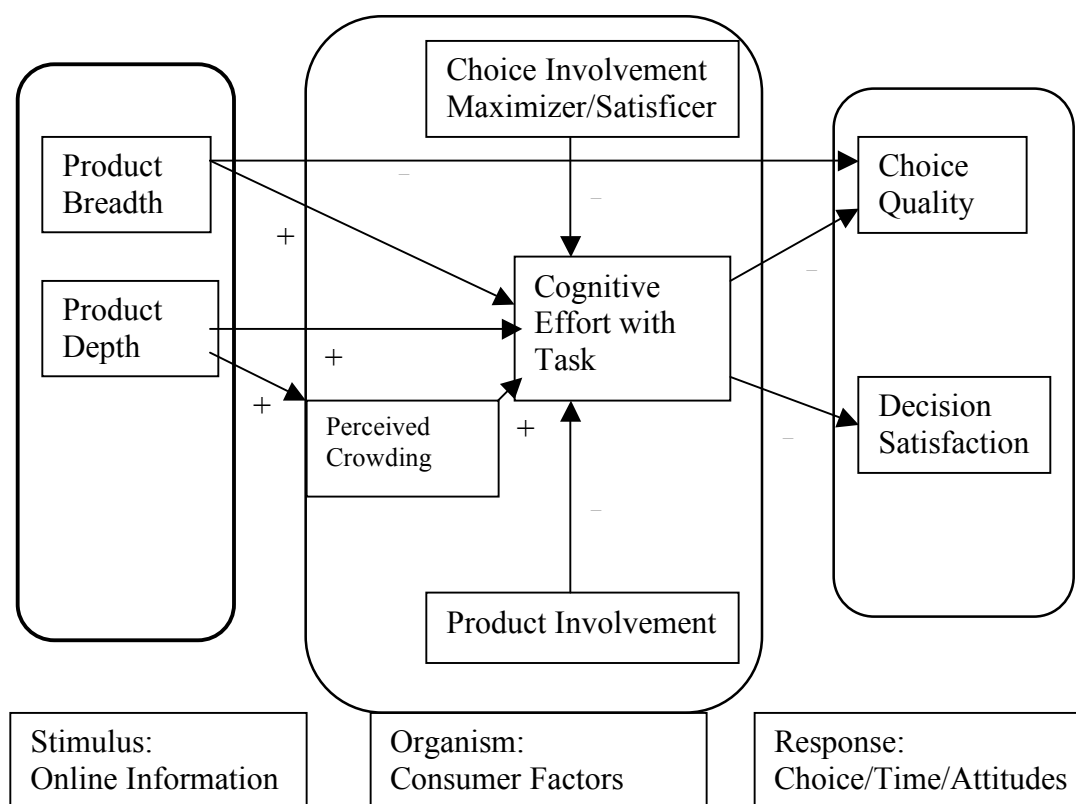 Choice Involvement
Maximizer/Satisficer
Product
Breadth
–
–
Choice
Quality
+
Cognitive
Effort with
Task
–
Product
Depth
+
+
Perceived
Crowding
+
Decision
Satisfaction
–
–
Product Involvement
Stimulus:
Online Information
Organism:
Consumer Factors
Response:
Choice/Time/Attitudes